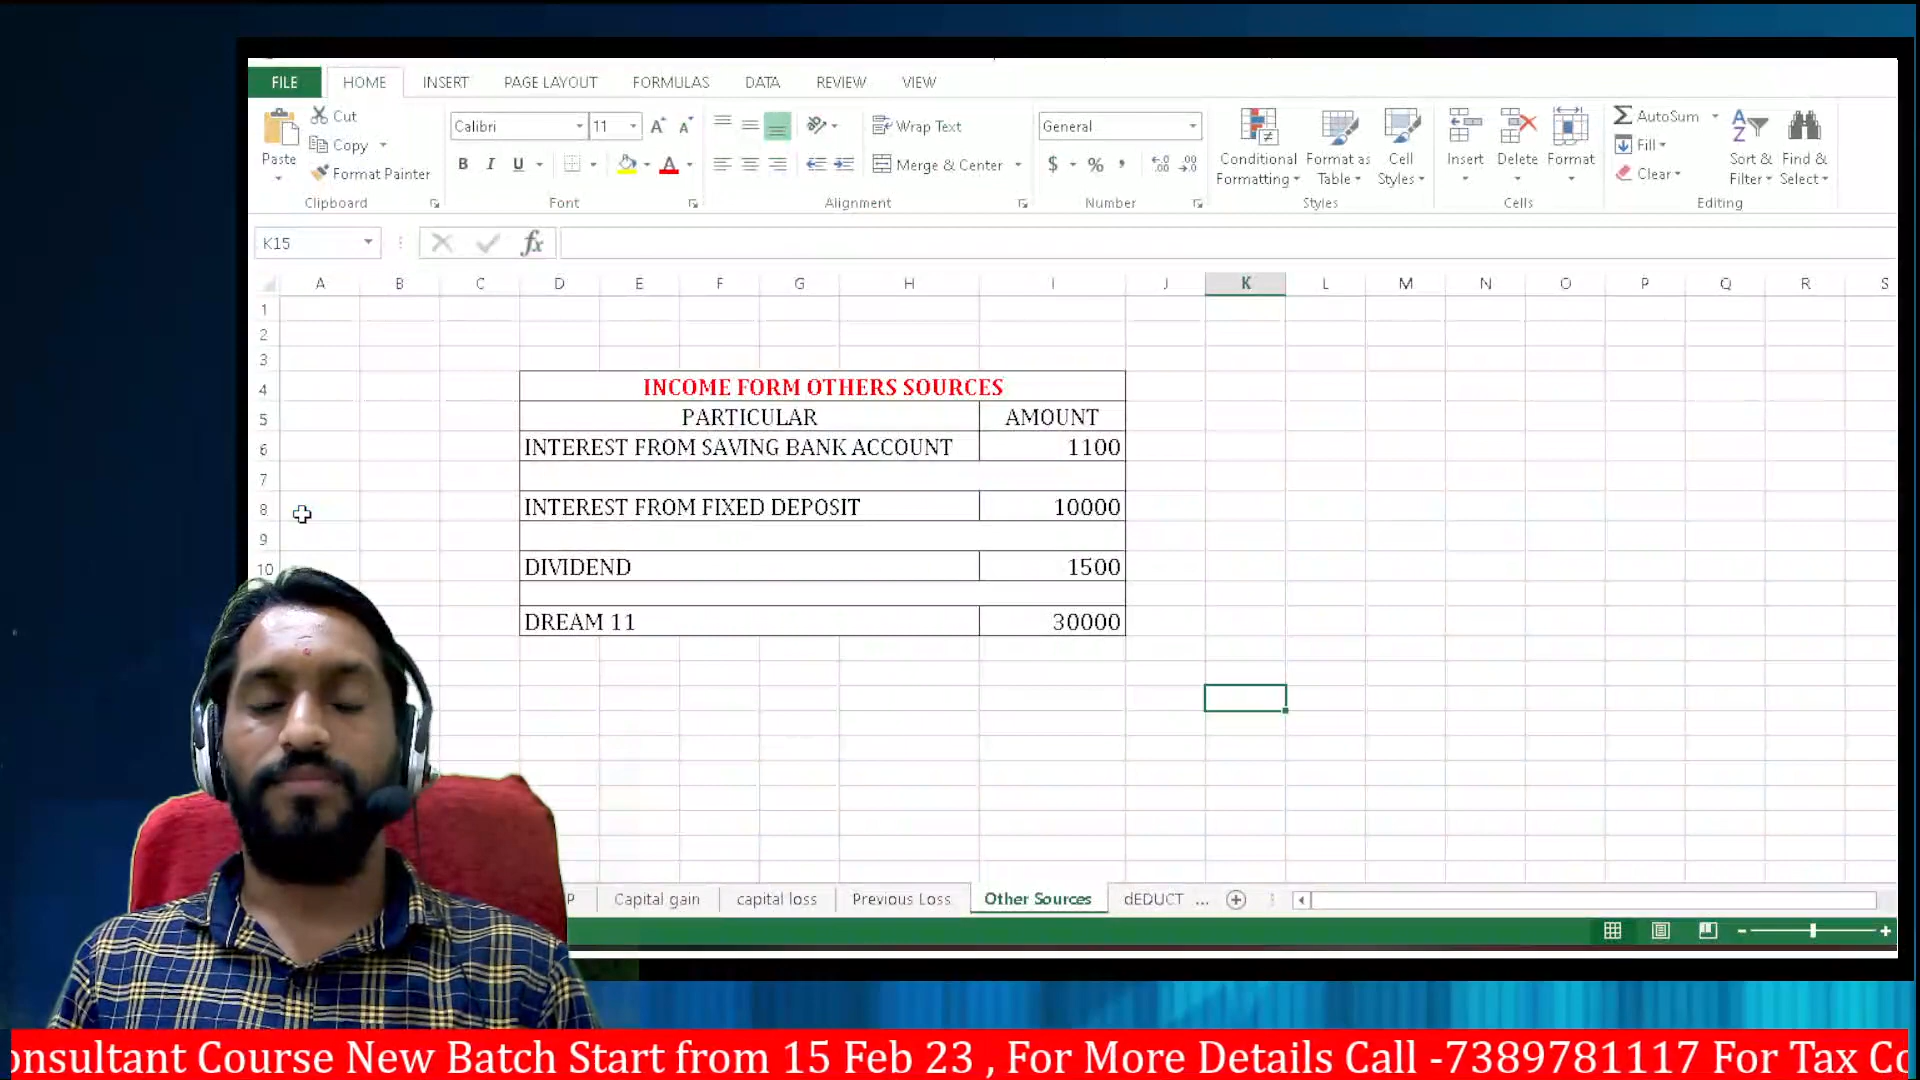 FILE HOME INSERT PAGE LAYOUT FORMULAS DATA REVIEW VIEW
Paste
Cut
Copy
Format Painter
Clipboard
Calibri 11
B I U
Font
Wrap Text
Merge & Center
Alignment
General
$ % ,
Number
Conditional Formatting
Format as Table
Cell Styles
Styles
Insert Delete Format
Cells
AutoSum
Fill
Clear
Sort & Filter
Find & Select
Editing
K15 fx
A B C D E F G H I J K L M N O P Q R S
1
2
3
4 INCOME FORM OTHERS SOURCES
5 PARTICULAR AMOUNT
6 INTEREST FROM SAVING BANK ACCOUNT 1100
7
8 INTEREST FROM FIXED DEPOSIT 10000
9
10 DIVIDEND 1500
DREAM 11 30000
P Capital gain capital loss Previous Loss Other Sources dEDUCT ...
onsultant Course New Batch Start from 15 Feb 23 , For More Details Call -7389781117 For Tax Co